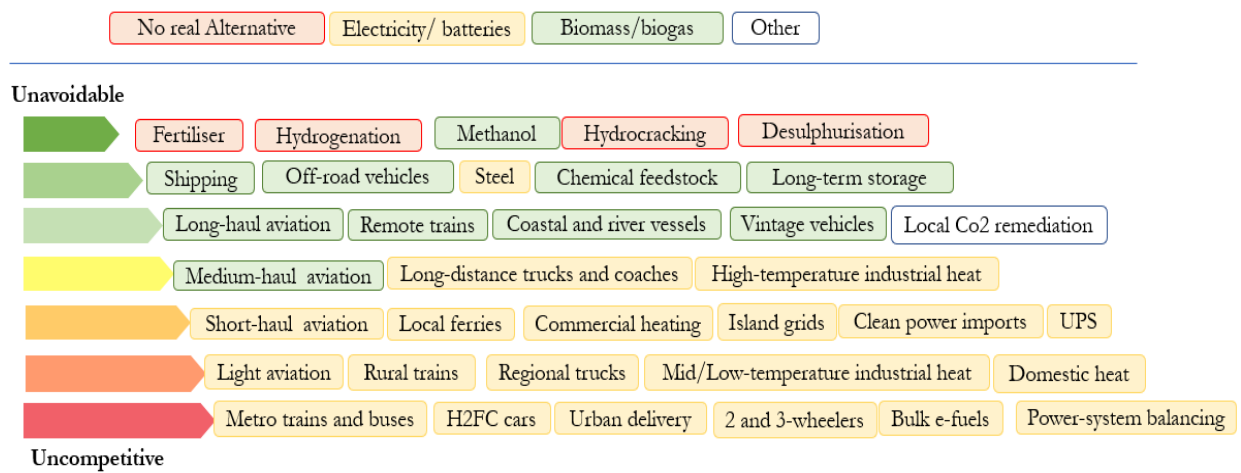 No real Alternative Electricity/ batteries Biomass/biogas Other
Unavoidable
Fertiliser Hydrogenation Methanol Hydrocracking Desulphurisation
Shipping Off-road vehicles Steel Chemical feedstock Long-term storage
Long-haul aviation Remote trains Coastal and river vessels Vintage vehicles Local Co2 remediation
Medium-haul aviation Long-distance trucks and coaches High-temperature industrial heat
Short-haul aviation Local ferries Commercial heating Island grids Clean power imports UPS
Light aviation Rural trains Regional trucks Mid/Low-temperature industrial heat Domestic heat
Metro trains and buses H2FC cars Urban delivery 2 and 3-wheelers Bulk e-fuels Power-system balancing
Uncompetitive